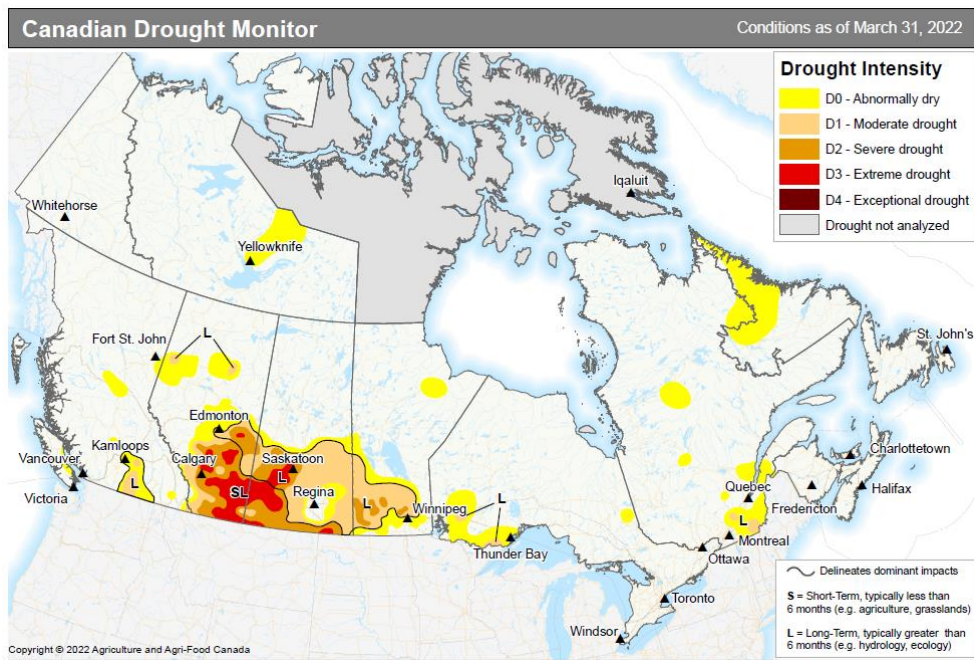 Canadian Drought Monitor
Conditions as of March 31, 2022
Drought Intensity
D0 - Abnormally dry
D1 - Moderate drought
D2 - Severe drought
D3 - Extreme drought
D4 - Exceptional drought
Drought not analyzed
Iqaluit
Whitehorse
Yellowknife
Fort St. John
L
St. John's
Edmonton
Kamloops
Vancouver
Calgary
Saskatoon
Charlottetown
L
L
Victoria
SL
Regina
L
Winnipeg
L
Quebec
Halifax
Fredericton
L
Thunder Bay
Montreal
Ottawa
Toronto
Windsor
Delineates dominant impacts
S = Short-Term, typically less than
6 months (e.g. agriculture, grasslands)
L = Long-Term, typically greater than
6 months (e.g. hydrology, ecology)
Copyright © 2022 Agriculture and Agri-Food Canada